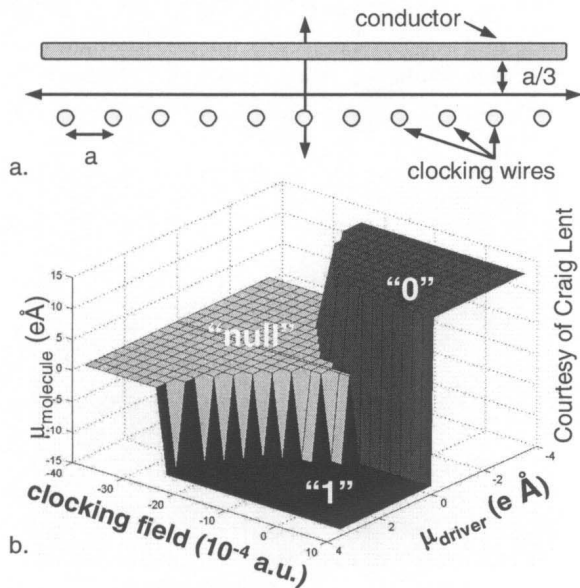 conductor
a/3
a
clocking wires
a.
Courtesy of Craig Lent
15
10
5
0
-5
-10
-15
μmolecule (eÅ)
"null"
"0"
"1"
-40
-30
-20
-10
0
10
clocking field (10⁻⁴ a.u.)
4
2
0
-2
-4
μdriver (e Å)
b.